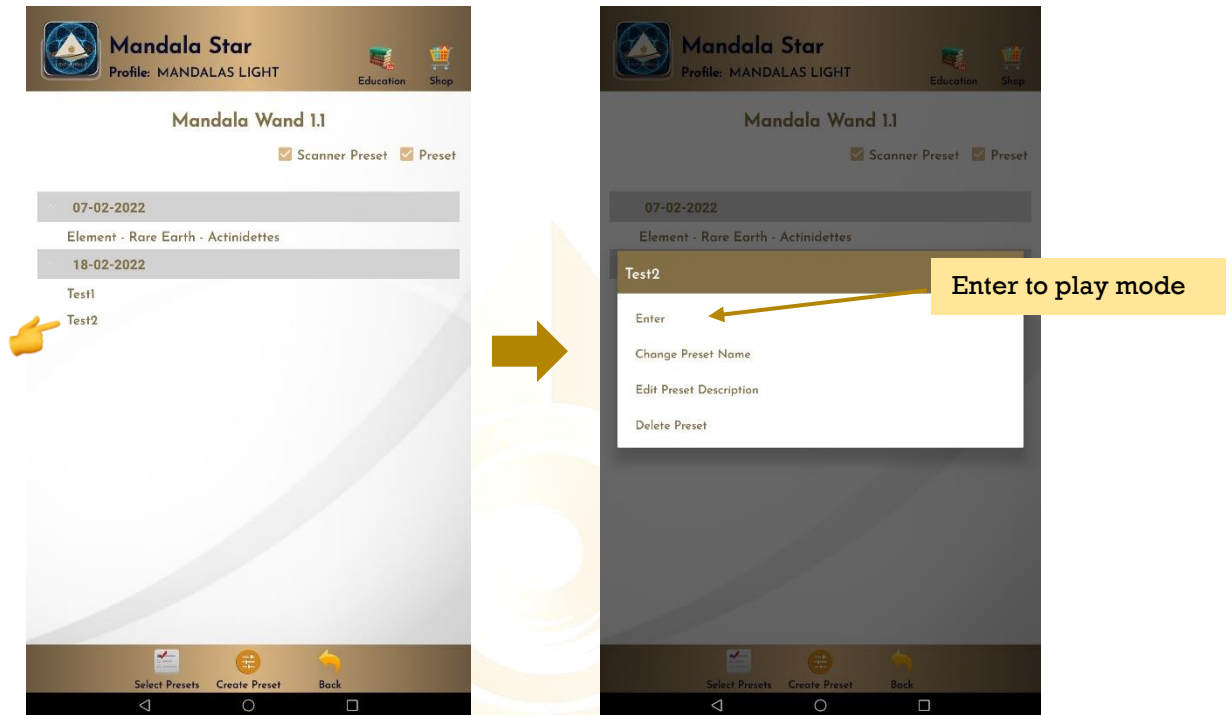 Mandala Star
Profile: MANDALAS LIGHT
Education
Shop
Mandala Wand 1.1
Scanner Preset
Preset
07-02-2022
Element - Rare Earth - Actinidettes
18-02-2022
Test1
Test2
Select Presets
Create Preset
Back
Mandala Star
Profile: MANDALAS LIGHT
Education
Shop
Mandala Wand 1.1
Scanner Preset
Preset
07-02-2022
Element - Rare Earth - Actinidettes
Test2
Enter
Change Preset Name
Edit Preset Description
Delete Preset
Select Presets
Create Preset
Back
Enter to play mode